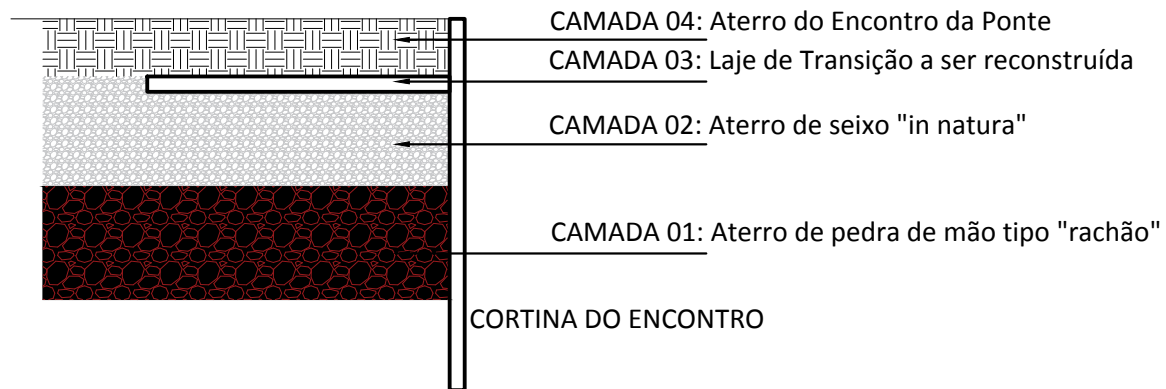 CAMADA 04: Aterro do Encontro da Ponte
CAMADA 03: Laje de Transição a ser reconstruída
CAMADA 02: Aterro de seixo "in natura"
CAMADA 01: Aterro de pedra de mão tipo "rachão"
CORTINA DO ENCONTRO